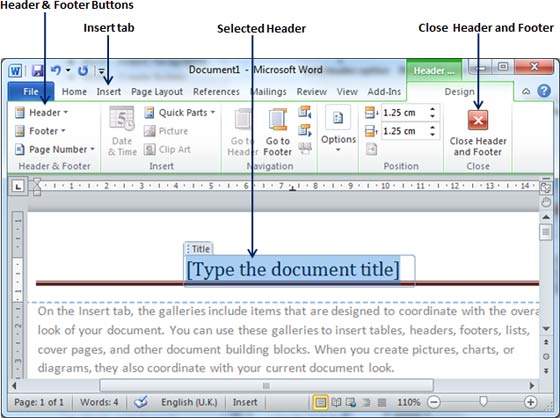 Header & Footer Buttons
Insert tab
Selected Header
Close Header and Footer
W
Document1 - Microsoft Word
Header ...
File Home Insert Page Layout References Mailings Review View Add-Ins Design
Header
Footer
Page Number
Header & Footer
Date
& Time
Quick Parts
Picture
Clip Art
Insert
Go to
Header
Go to
Footer
Navigation
Options
1.25 cm
1.25 cm
Position
Close Header
and Footer
Close
Title
[Type the document title]
On the Insert tab, the galleries include items that are designed to coordinate with the overa
look of your document. You can use these galleries to insert tables, headers, footers, lists,
cover pages, and other document building blocks. When you create pictures, charts, or
diagrams, they also coordinate with your current document look.
Page: 1 of 1 Words: 4 English (U.K.) Insert 110%